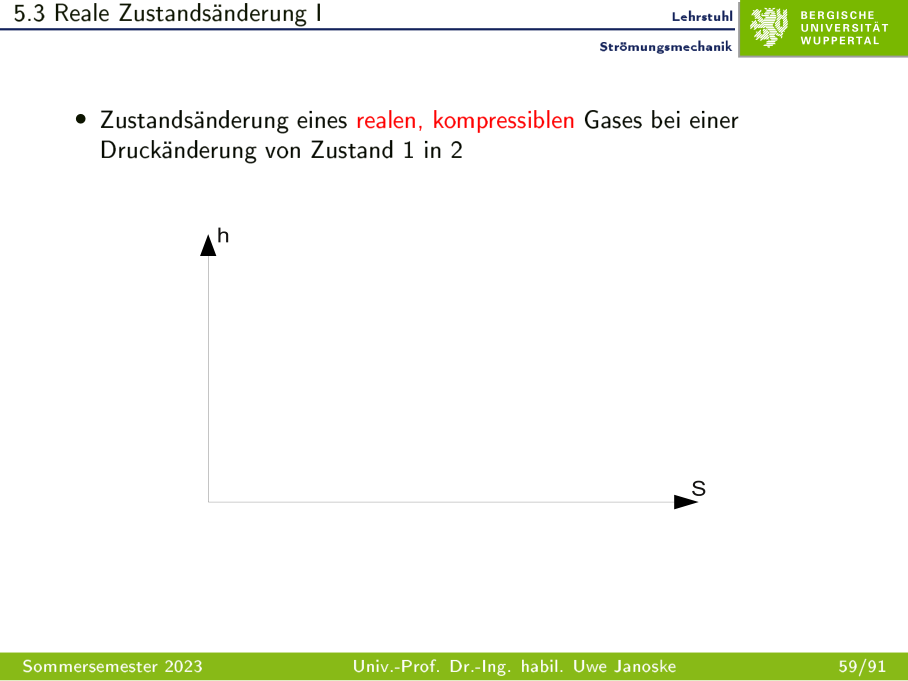 5.3 Reale Zustandsänderung I
Lehrstuhl
Strömungsmechanik
BERGISCHE
UNIVERSITÄT
WUPPERTAL
• Zustandsänderung eines realen, kompressiblen Gases bei einer
Druckänderung von Zustand 1 in 2
h
S
Sommersemester 2023
Univ.-Prof. Dr.-Ing. habil. Uwe Janoske
59/91